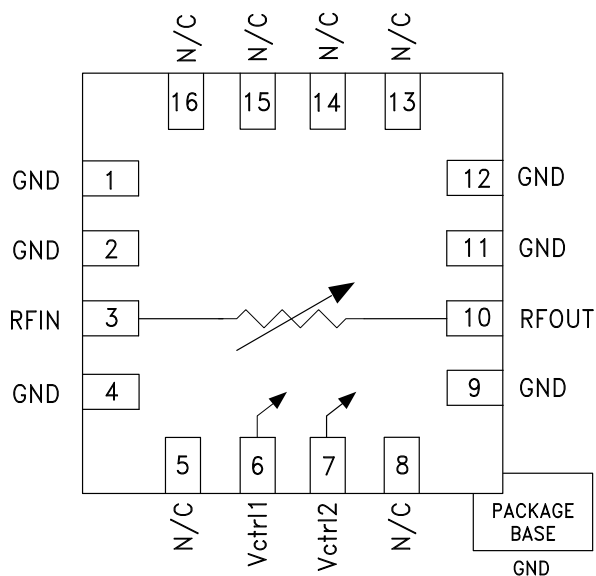 N/C N/C N/C N/C
16 15 14 13
GND 1 12 GND
GND 2 11 GND
RFIN 3 10 RFOUT
GND 4 9 GND
5 6 7 8
N/C Vctrl1 Vctrl2 N/C
PACKAGE
BASE
GND